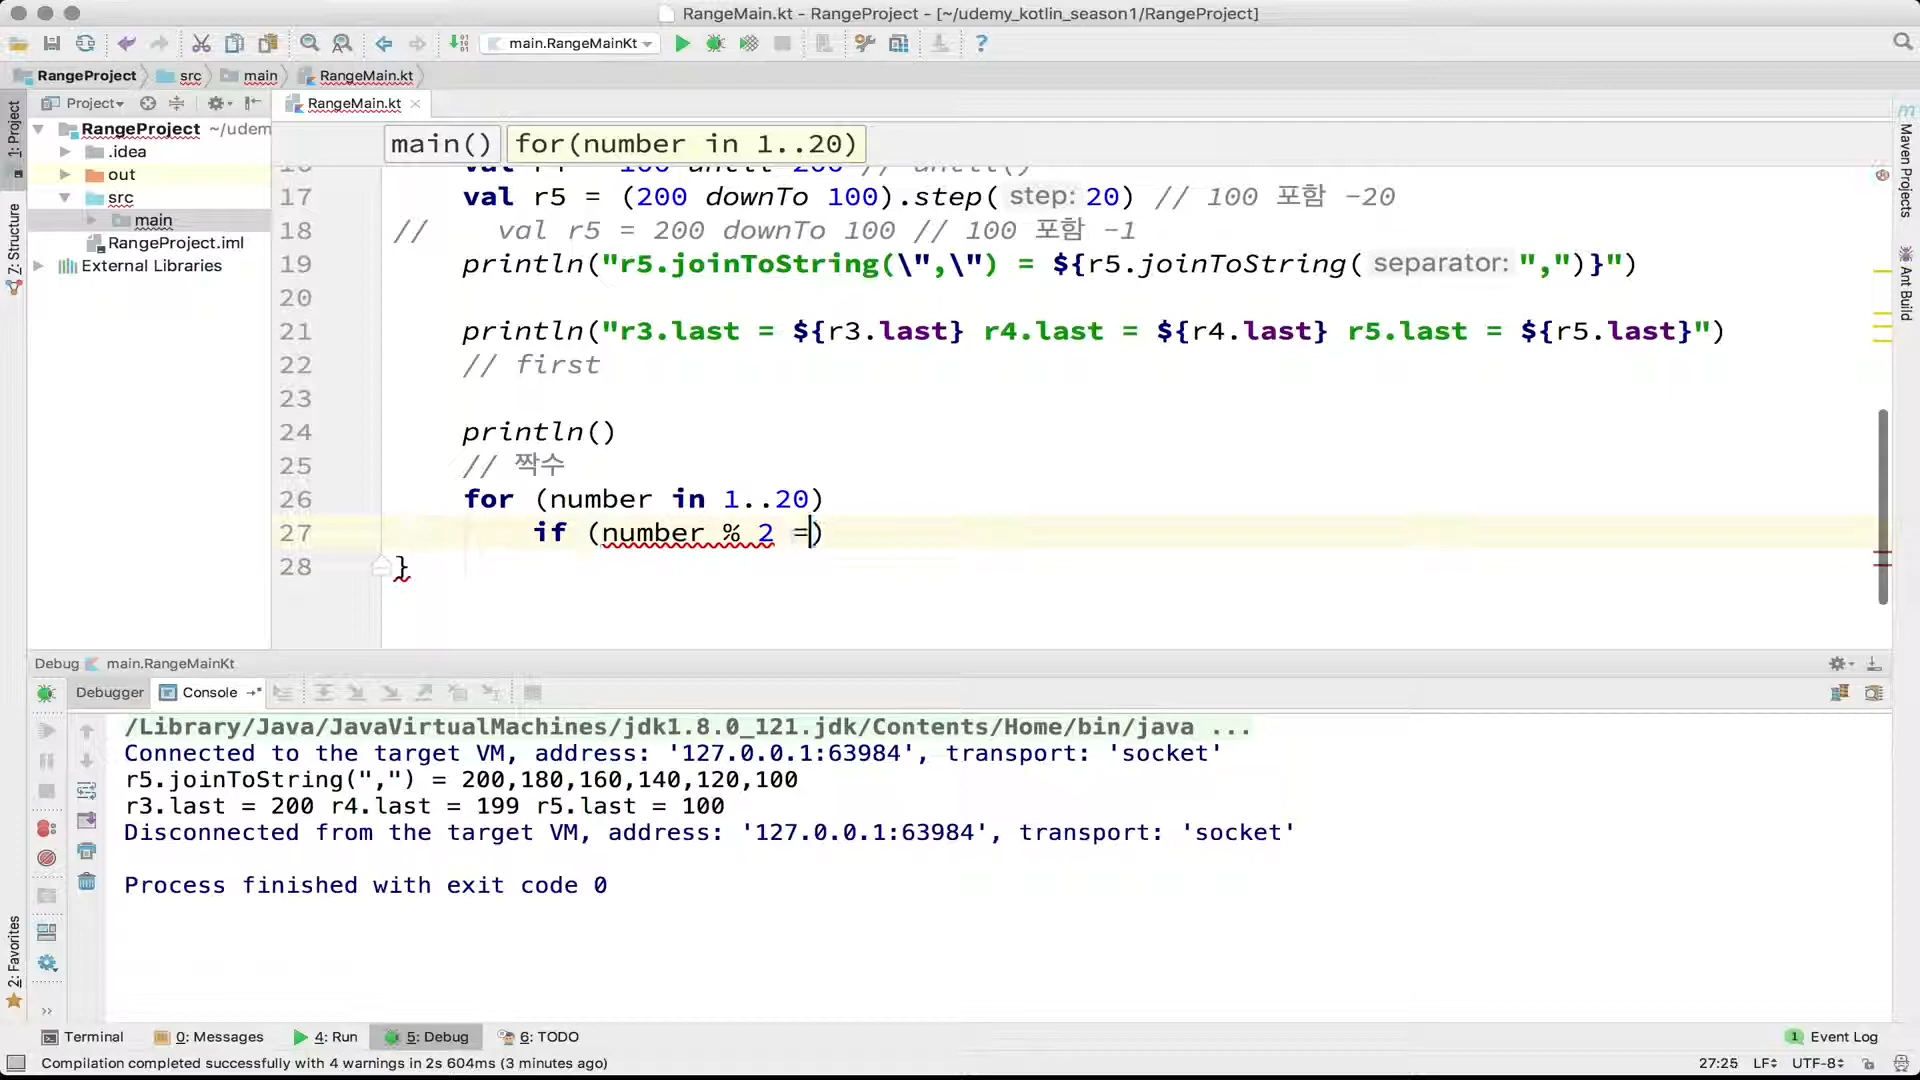 RangeMain.kt - RangeProject - [~/udemy_kotlin_season1/RangeProject]
main.RangeMainKt
RangeProject src main RangeMain.kt
1: Project
Z: Structure
2: Favorites
Project
RangeProject ~/udem
.idea
out
src
main
RangeProject.iml
External Libraries
RangeMain.kt
main() for(number in 1..20)
17 val r5 = (200 downTo 100).step( step: 20) // 100 포함 -20
18 // val r5 = 200 downTo 100 // 100 포함 -1
19 println("r5.joinToString(\",\") = ${r5.joinToString( separator: ",")}")
20
21 println("r3.last = ${r3.last} r4.last = ${r4.last} r5.last = ${r5.last}")
22 // first
23
24 println()
25 // 짝수
26 for (number in 1..20)
27 if (number % 2 =)
28 }
Maven Projects
Ant Build
Debug main.RangeMainKt
Debugger Console
/Library/Java/JavaVirtualMachines/jdk1.8.0_121.jdk/Contents/Home/bin/java ...
Connected to the target VM, address: '127.0.0.1:63984', transport: 'socket'
r5.joinToString(",") = 200,180,160,140,120,100
r3.last = 200 r4.last = 199 r5.last = 100
Disconnected from the target VM, address: '127.0.0.1:63984', transport: 'socket'
Process finished with exit code 0
Terminal 0: Messages 4: Run 5: Debug 6: TODO 1 Event Log
Compilation completed successfully with 4 warnings in 2s 604ms (3 minutes ago) 27:25 LF UTF-8